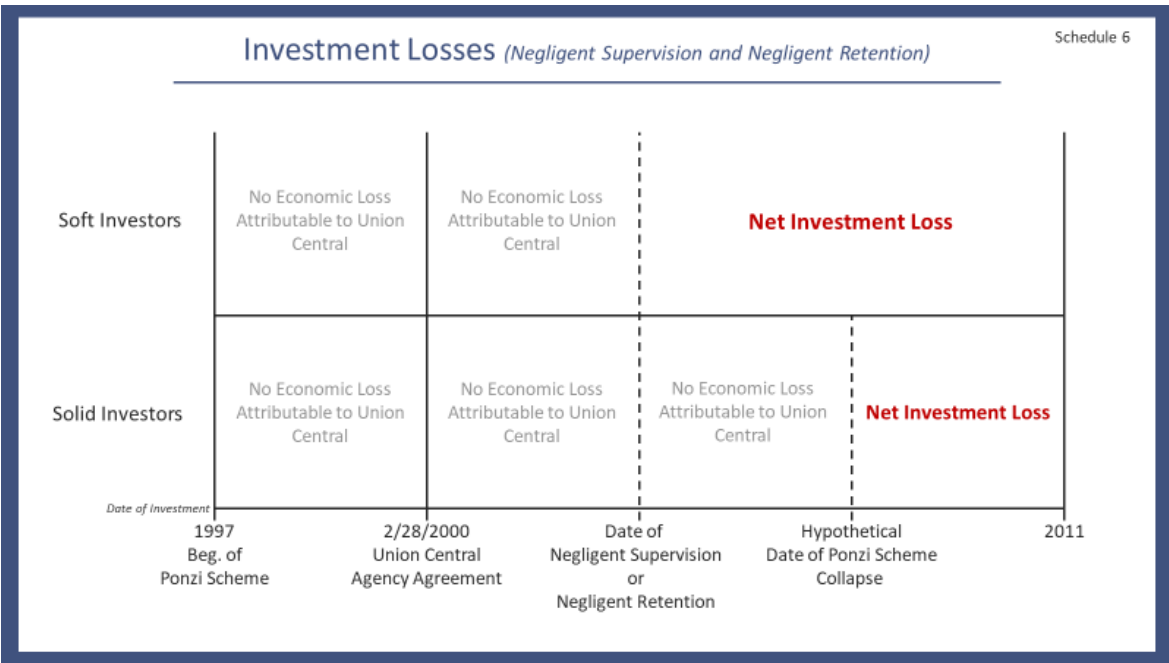 Schedule 6
Investment Losses (Negligent Supervision and Negligent Retention)
Soft Investors
No Economic Loss
Attributable to Union
Central
No Economic Loss
Attributable to Union
Central
Net Investment Loss
Solid Investors
No Economic Loss
Attributable to Union
Central
No Economic Loss
Attributable to Union
Central
No Economic Loss
Attributable to Union
Central
Net Investment Loss
Date of Investment
1997
Beg. of
Ponzi Scheme
2/28/2000
Union Central
Agency Agreement
Date of
Negligent Supervision
or
Negligent Retention
Hypothetical
Date of Ponzi Scheme
Collapse
2011